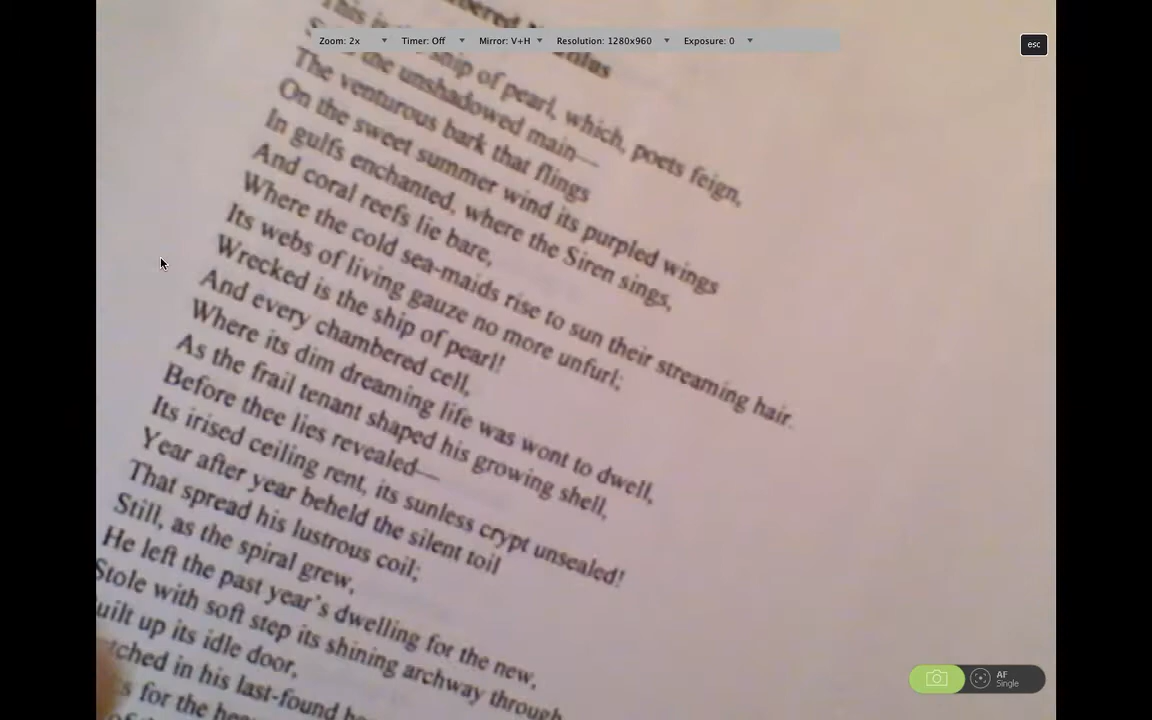 Zoom: 2x Timer: Off Mirror: V+H Resolution: 1280x960 Exposure: 0
esc
This is ship of pearl, which, poets feign,
the unshadowed main—
The venturous bark that flings
On the sweet summer wind its purpled wings
In gulfs enchanted, where the Siren sings,
And coral reefs lie bare,
Where the cold sea-maids rise to sun their streaming hair.
Its webs of living gauze no more unfurl;
Wrecked is the ship of pearl!
And every chambered cell,
Where its dim dreaming life was wont to dwell,
As the frail tenant shaped his growing shell,
Before thee lies revealed—
Its irised ceiling rent, its sunless crypt unsealed!
Year after year beheld the silent toil
That spread his lustrous coil;
Still, as the spiral grew,
He left the past year's dwelling for the new,
Stole with soft step its shining archway through
up its idle door,
in his last-found
for the
AF
Single